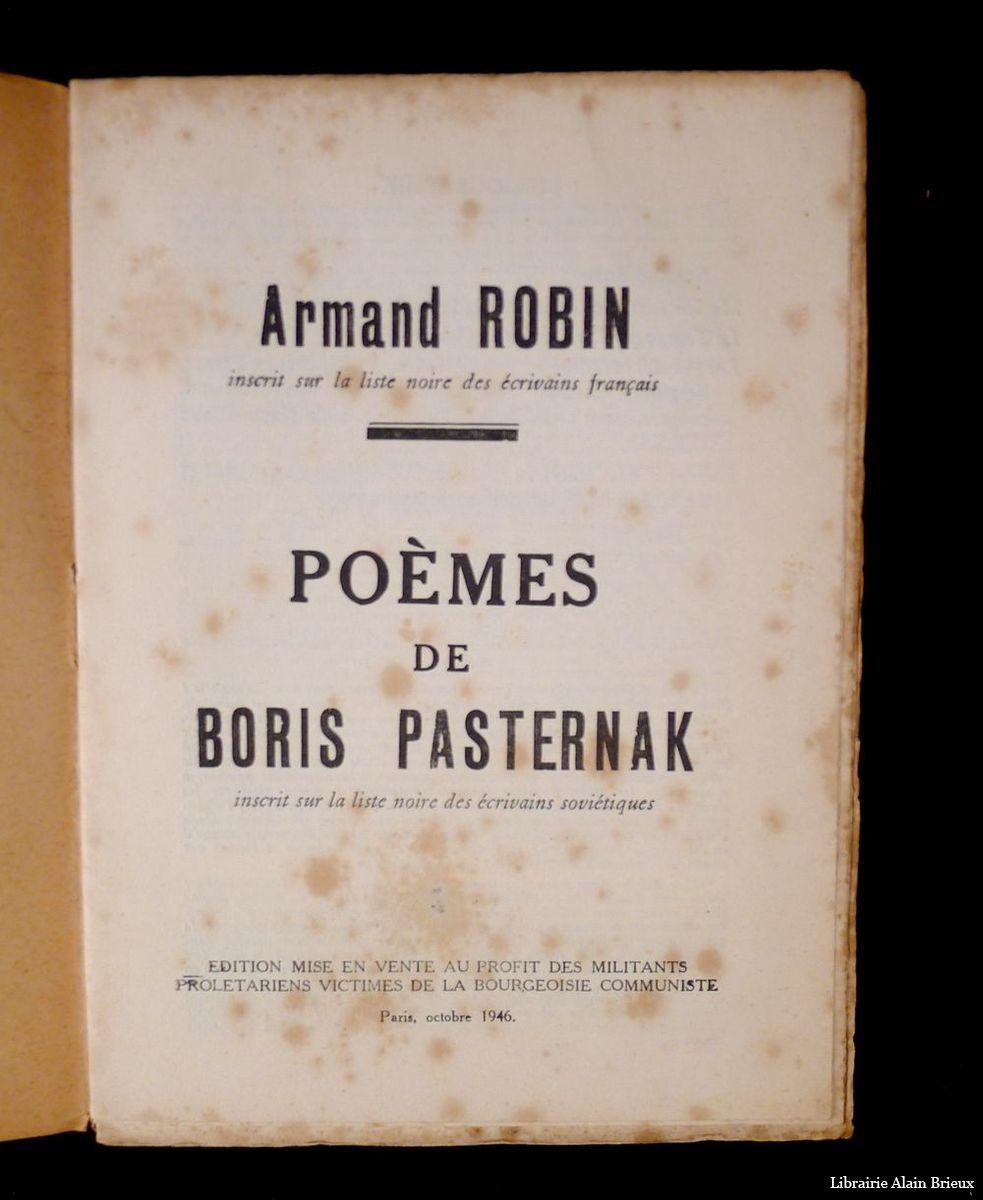 Armand ROBIN
inscrit sur la liste noire des écrivains français
POÈMES
DE
BORIS PASTERNAK
inscrit sur la liste noire des écrivains soviétiques
EDITION MISE EN VENTE AU PROFIT DES MILITANTS
PROLETARIENS VICTIMES DE LA BOURGEOISIE COMMUNISTE
Paris, octobre 1946.
Librairie Alain Brieux